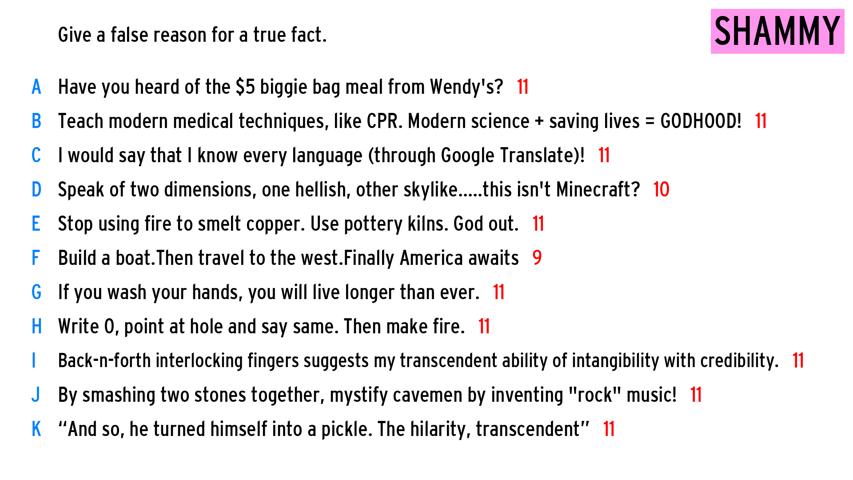 Give a false reason for a true fact.
SHAMMY
A Have you heard of the $5 biggie bag meal from Wendy's? 11
B Teach modern medical techniques, like CPR. Modern science + saving lives = GODHOOD! 11
C I would say that I know every language (through Google Translate)! 11
D Speak of two dimensions, one hellish, other skylike.....this isn't Minecraft? 10
E Stop using fire to smelt copper. Use pottery kilns. God out. 11
F Build a boat.Then travel to the west.Finally America awaits 9
G If you wash your hands, you will live longer than ever. 11
H Write 0, point at hole and say same. Then make fire. 11
I Back-n-forth interlocking fingers suggests my transcendent ability of intangibility with credibility. 11
J By smashing two stones together, mystify cavemen by inventing "rock" music! 11
K “And so, he turned himself into a pickle. The hilarity, transcendent” 11